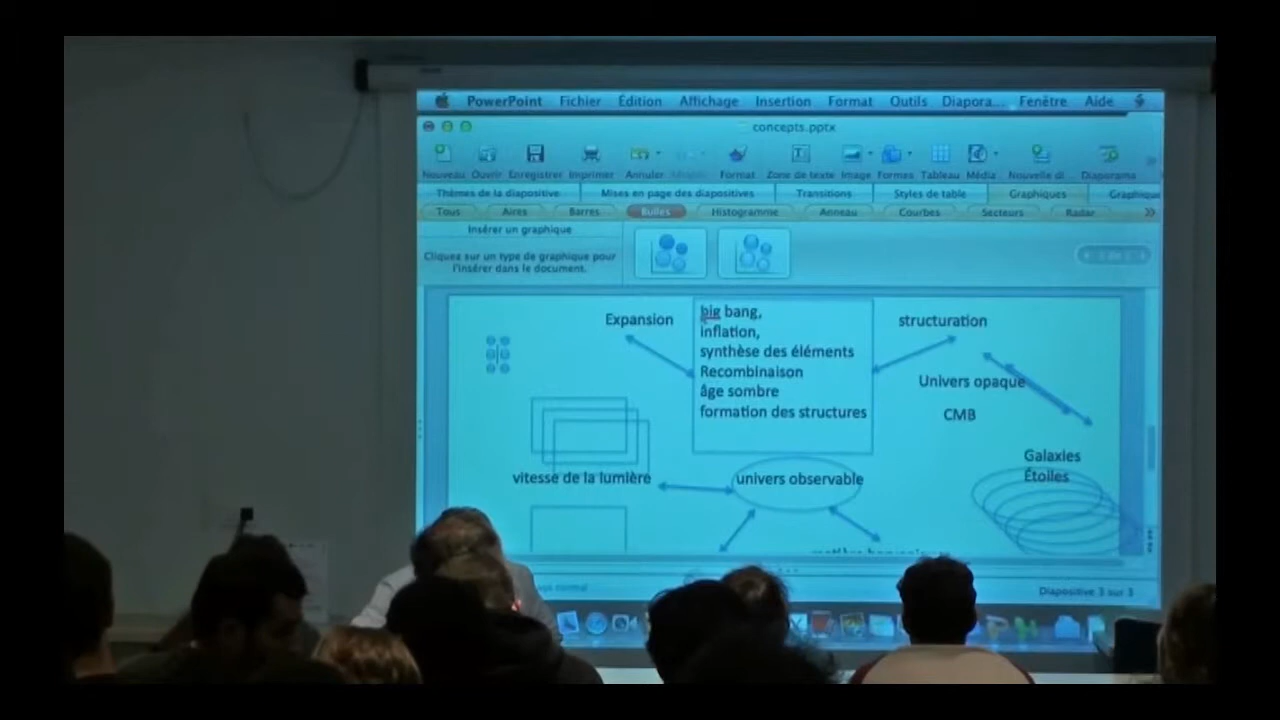 PowerPoint Fichier Édition Affichage Insertion Format Outils Diapora... Fenêtre Aide
concepts.pptx
Nouveau Ouvrir Enregistrer Imprimer Annuler Format Zone de texte Image Formes Tableau Média Nouvelle di... Diaporama
Thèmes de la diapositive Mises en page des diapositives Transitions Styles de table Graphiques Graphique
Tous Aires Barres Bulles Histogramme Anneau Courbes Secteurs Radar
Insérer un graphique
Cliquez sur un type de graphique pour
l'insérer dans le document.
Expansion
big bang,
inflation,
synthèse des éléments
Recombinaison
âge sombre
formation des structures
structuration
Univers opaque
CMB
Galaxies
Étoiles
vitesse de la lumière
univers observable
Diapositive 3 sur 3